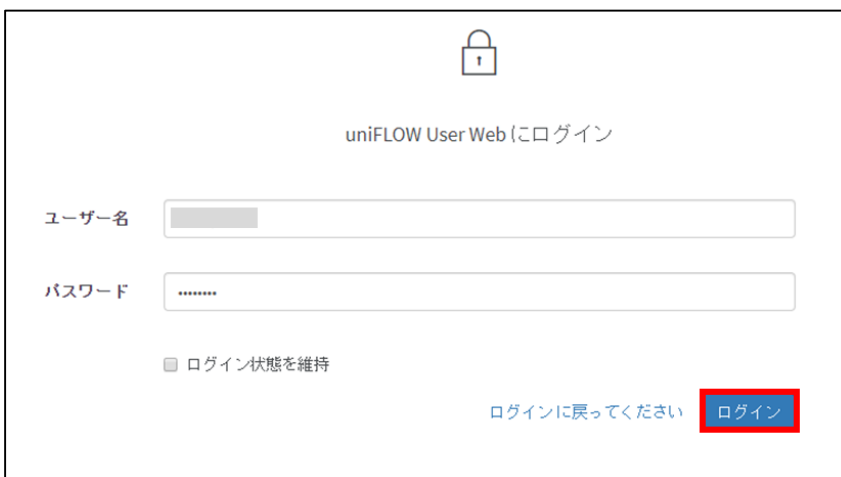 uniFLOW User Web にログイン
ユーザー名
パスワード ........
ログイン状態を維持
ログインに戻ってください ログイン